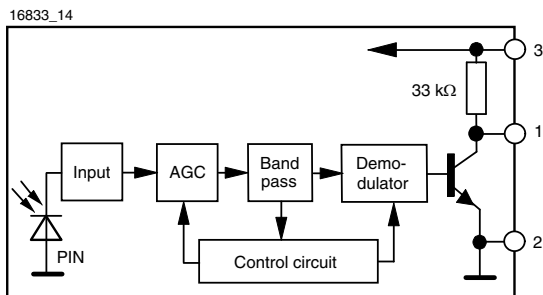 16833_14
3
33 kΩ
1
Input
AGC
Band
pass
Demo-
dulator
2
PIN
Control circuit